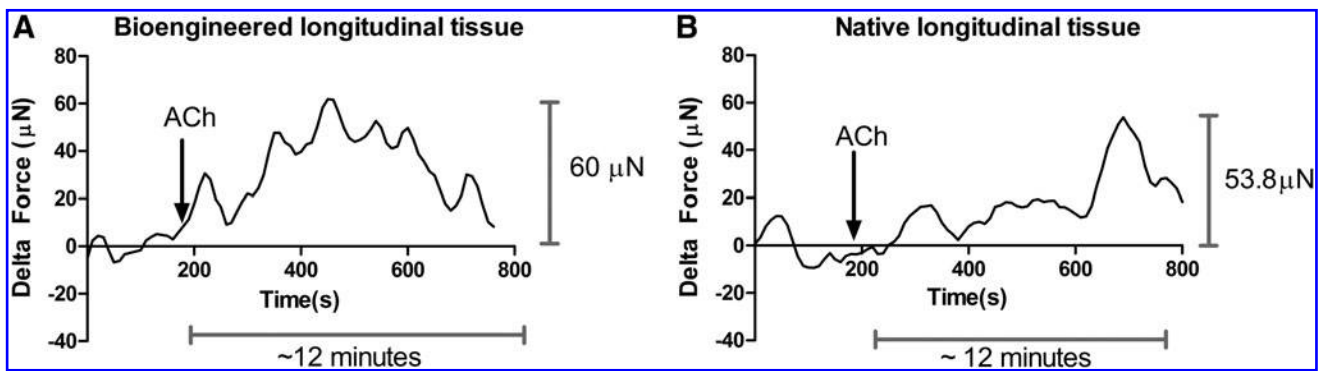 A Bioengineered longitudinal tissue
80
60
40
20
0
-20
-40
Delta Force (μN)
ACh
200 400 600 800
Time(s)
60 μN
~12 minutes
B Native longitudinal tissue
80
60
40
20
0
-20
-40
Delta Force (μN)
ACh
200 400 600 800
Time(s)
53.8μN
~ 12 minutes